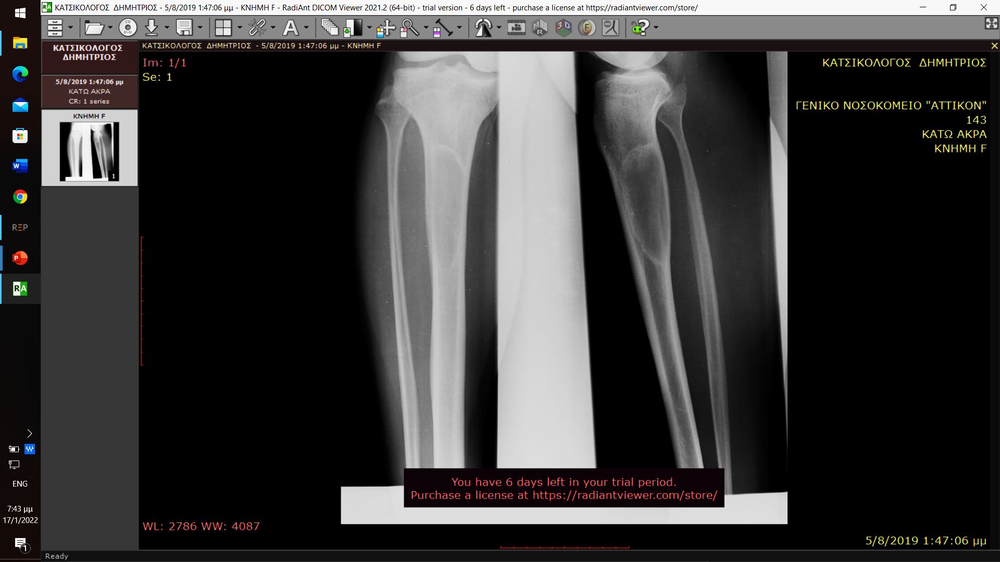 ΚΑΤΣΙΚΟΛΟΓΟΣ ΔΗΜΗΤΡΙΟΣ - 5/8/2019 1:47:06 μμ - ΚΝΗΜΗ F - RadiAnt DICOM Viewer 2021.2 (64-bit) - trial version - 6 days left - purchase a license at https://radiantviewer.com/store/
ΚΑΤΣΙΚΟΛΟΓΟΣ
ΔΗΜΗΤΡΙΟΣ
5/8/2019 1:47:06 μμ
ΚΑΤΩ ΑΚΡΑ
CR: 1 series
ΚΝΗΜΗ F
1
ΚΑΤΣΙΚΟΛΟΓΟΣ ΔΗΜΗΤΡΙΟΣ - 5/8/2019 1:47:06 μμ - ΚΝΗΜΗ F
Im: 1/1
Se: 1
ΚΑΤΣΙΚΟΛΟΓΟΣ ΔΗΜΗΤΡΙΟΣ
ΓΕΝΙΚΟ ΝΟΣΟΚΟΜΕΙΟ "ΑΤΤΙΚΟΝ"
143
ΚΑΤΩ ΑΚΡΑ
ΚΝΗΜΗ F
You have 6 days left in your trial period.
Purchase a license at https://radiantviewer.com/store/
WL: 2786 WW: 4087
5/8/2019 1:47:06 μμ
Ready
REP
RA
ENG
7:43 μμ
17/1/2022
1